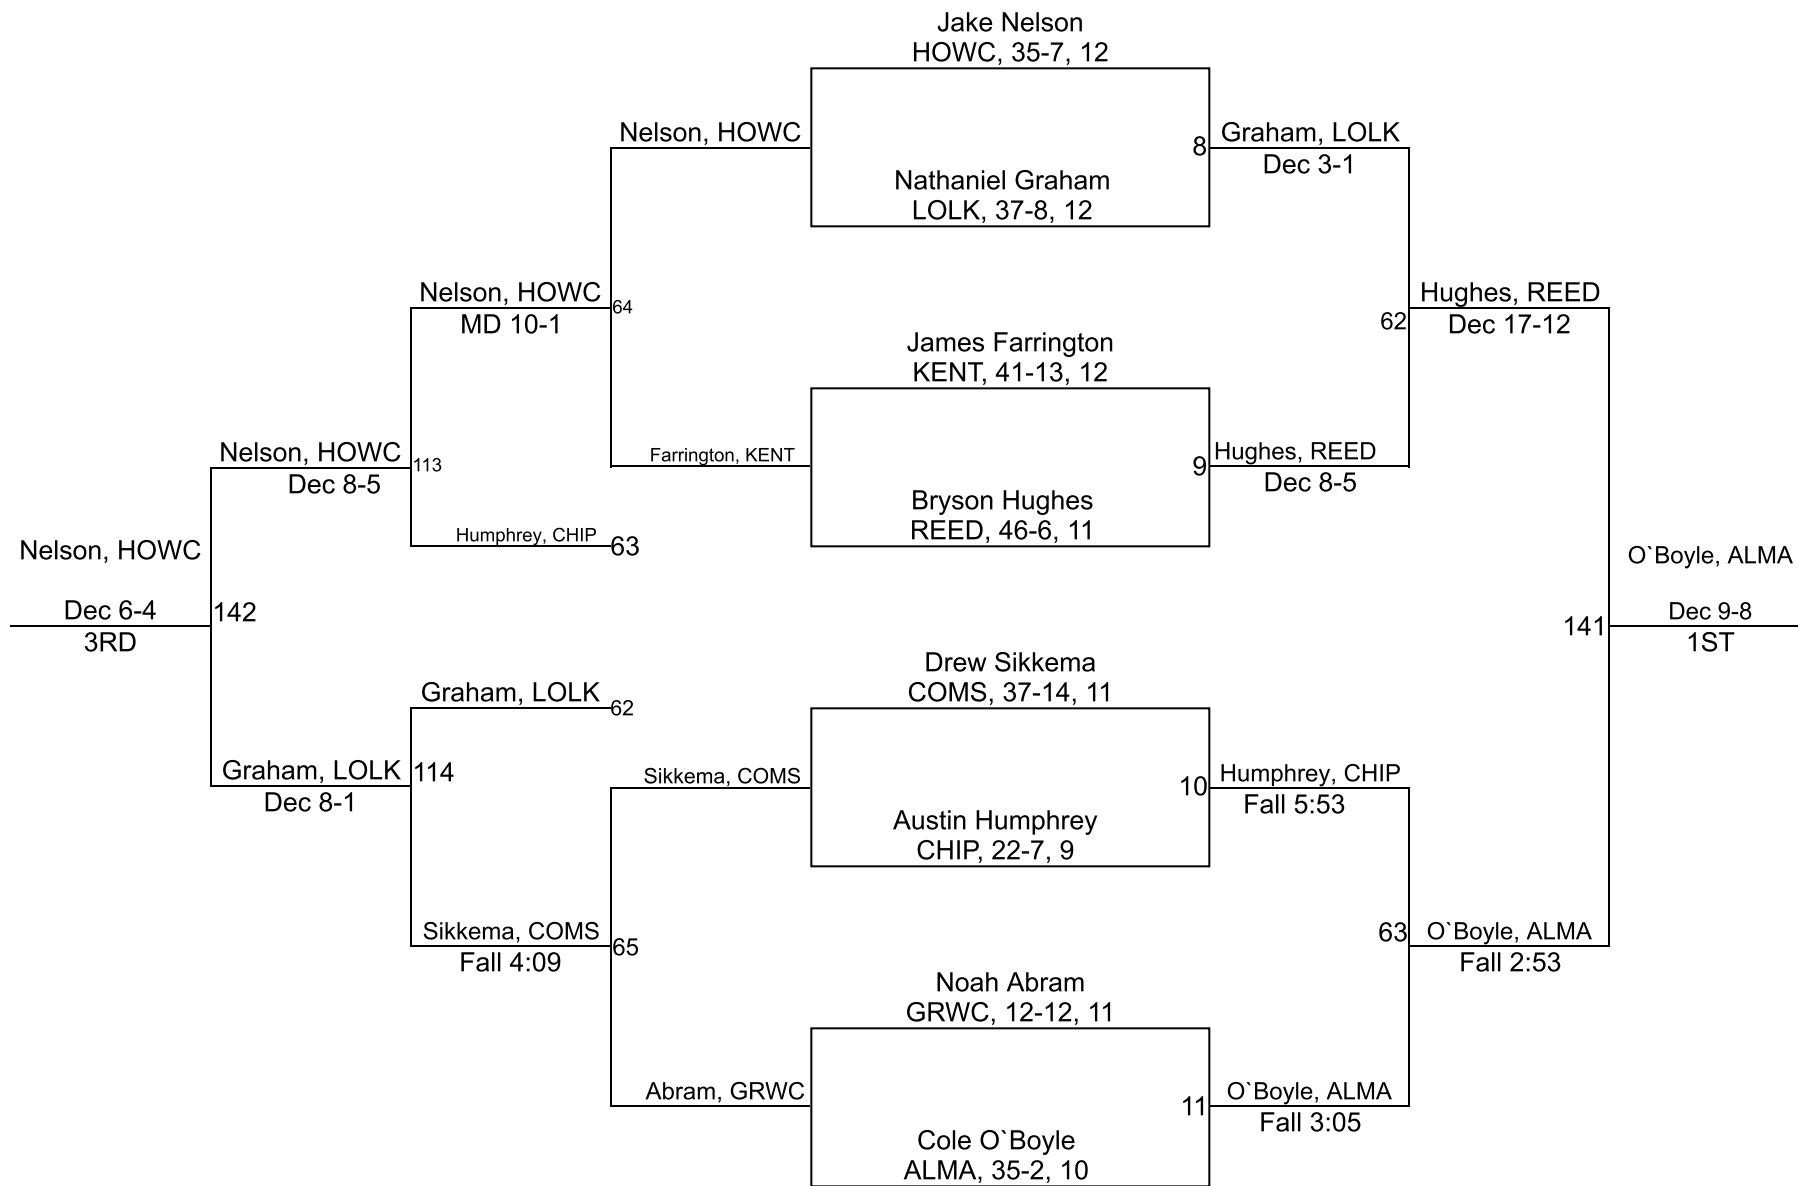 Jake Nelson
HOWC, 35-7, 12
Nelson, HOWC
8
Graham, LOLK
Dec 3-1
Nathaniel Graham
LOLK, 37-8, 12
Nelson, HOWC
MD 10-1
64
62
Hughes, REED
Dec 17-12
James Farrington
KENT, 41-13, 12
Nelson, HOWC
Dec 8-5
113
Farrington, KENT
9
Hughes, REED
Dec 8-5
Bryson Hughes
REED, 46-6, 11
Humphrey, CHIP
63
Nelson, HOWC
Dec 6-4
3RD
142
O`Boyle, ALMA
141
Dec 9-8
1ST
Drew Sikkema
COMS, 37-14, 11
Graham, LOLK
62
Graham, LOLK
Dec 8-1
114
Sikkema, COMS
10
Humphrey, CHIP
Fall 5:53
Austin Humphrey
CHIP, 22-7, 9
Sikkema, COMS
Fall 4:09
65
63
O`Boyle, ALMA
Fall 2:53
Noah Abram
GRWC, 12-12, 11
Abram, GRWC
11
O`Boyle, ALMA
Fall 3:05
Cole O`Boyle
ALMA, 35-2, 10